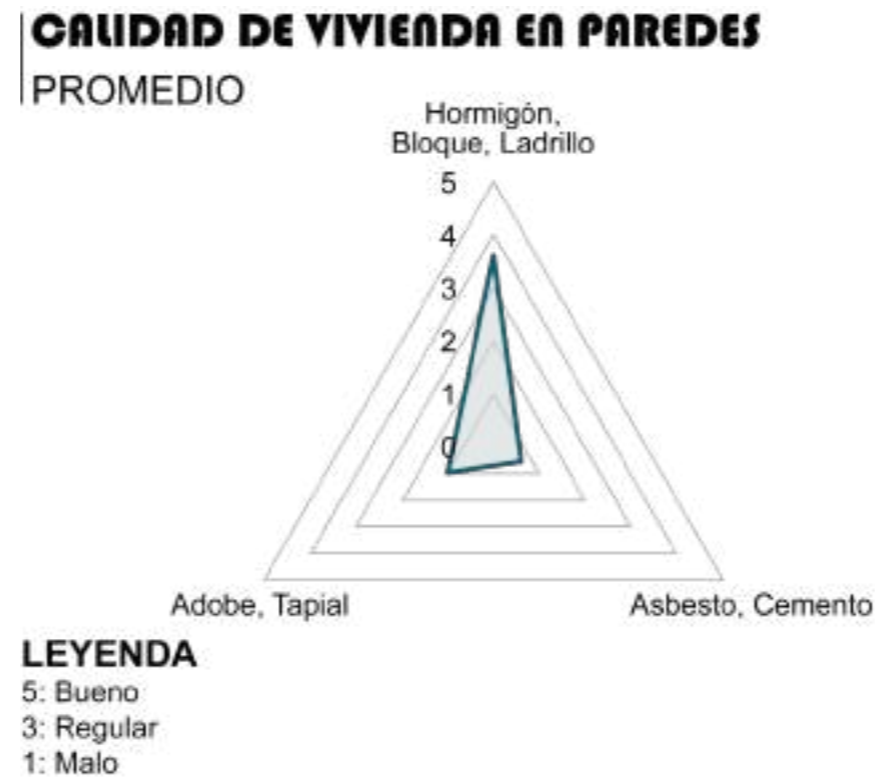 CALIDAD DE VIVIENDA EN PAREDES
PROMEDIO
Hormigón,
Bloque, Ladrillo
5
4
3
2
1
0
Adobe, Tapial
Asbesto, Cemento
LEYENDA
5: Bueno
3: Regular
1: Malo